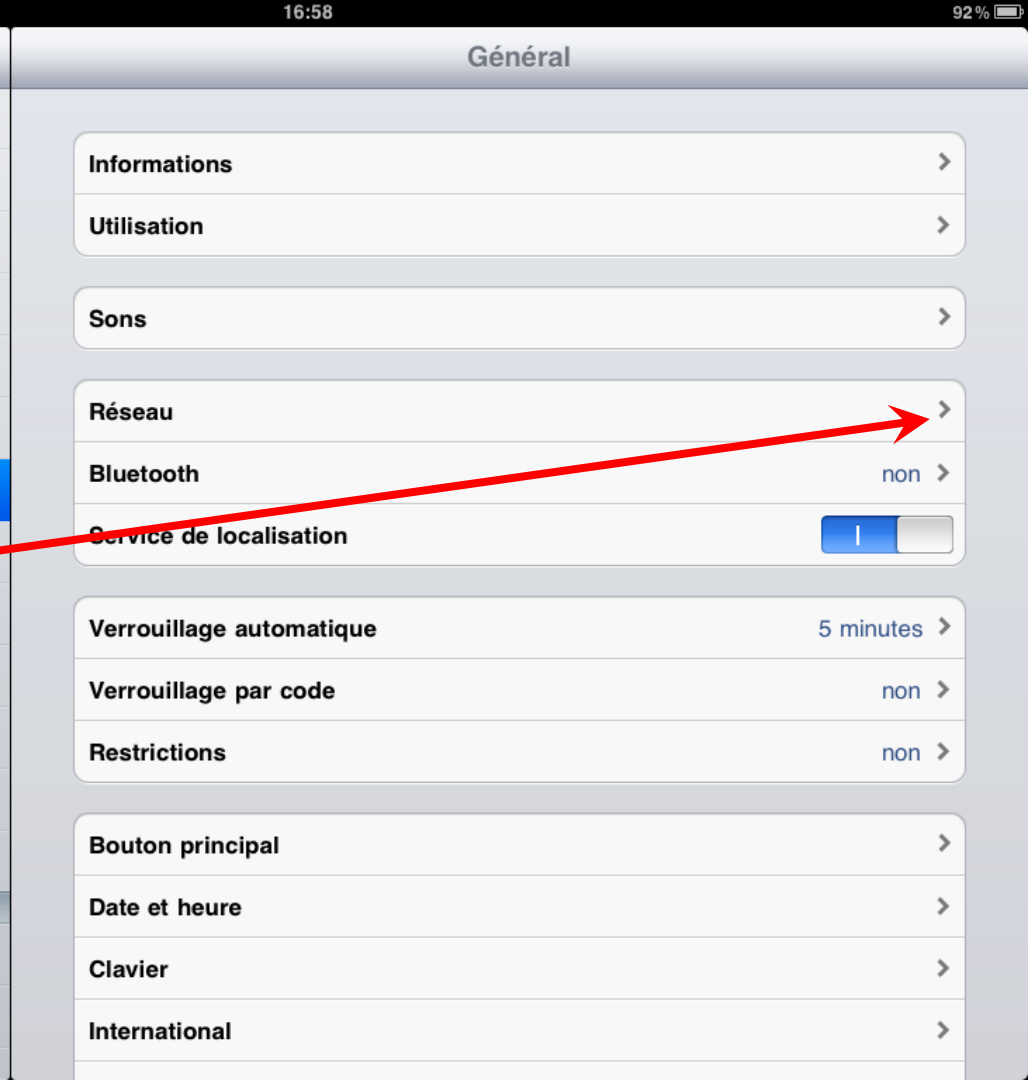 16:58 92 %
Général
Informations
Utilisation
Sons
Réseau
Bluetooth non
Service de localisation
Verrouillage automatique 5 minutes
Verrouillage par code non
Restrictions non
Bouton principal
Date et heure
Clavier
International